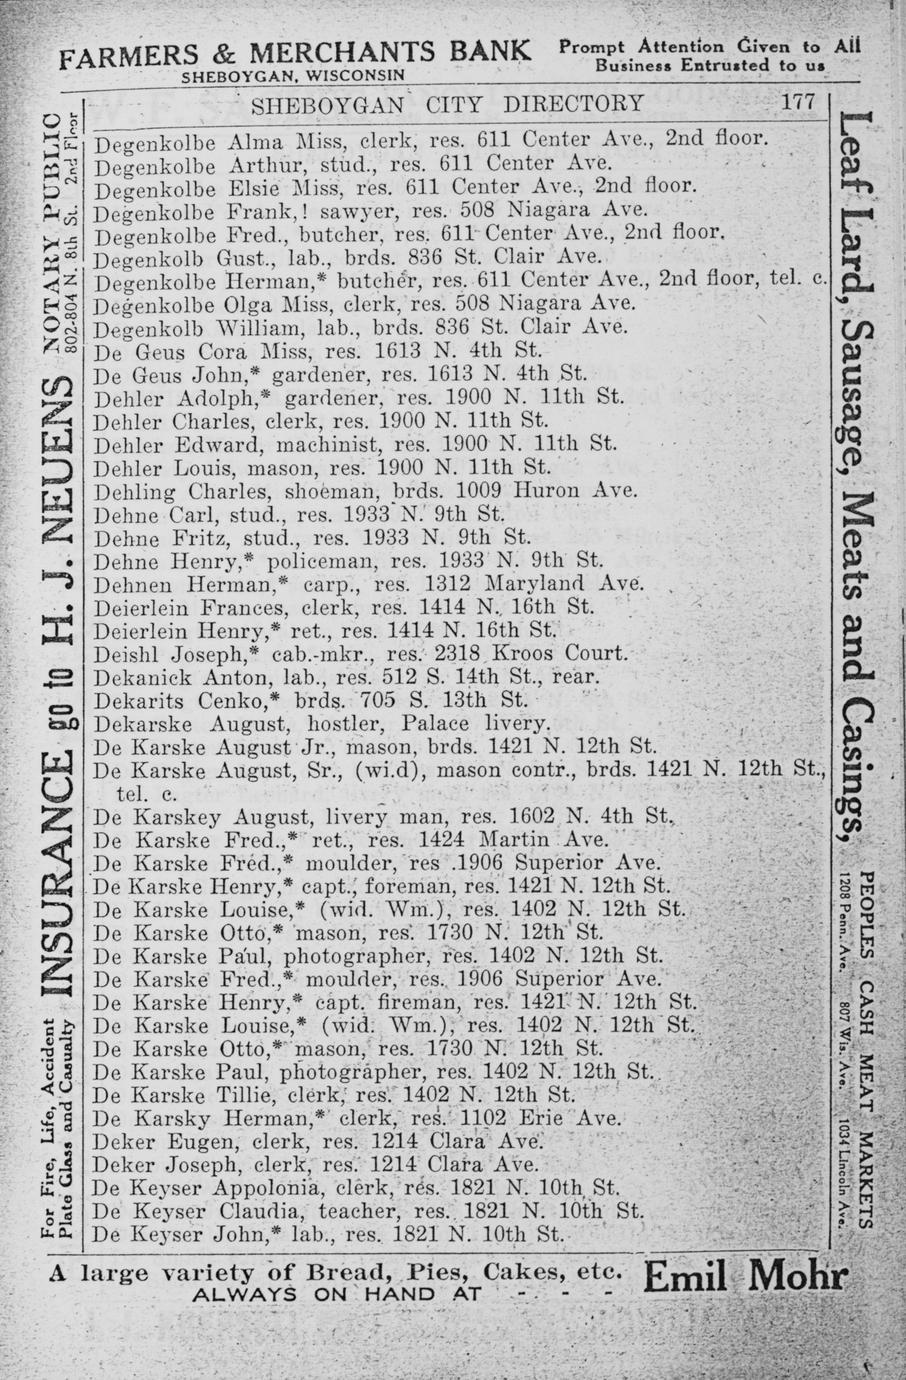 FARMERS & MERCHANTS BANK
SHEBOYGAN, WISCONSIN
Prompt Attention Given to All
Business Entrusted to us
SHEBOYGAN CITY DIRECTORY 177
Degenkolbe Alma Miss, clerk, res. 611 Center Ave., 2nd floor.
Degenkolbe Arthur, stud., res. 611 Center Ave.
Degenkolbe Elsie Miss, res. 611 Center Ave., 2nd floor.
Degenkolbe Frank,! sawyer, res. 508 Niagara Ave.
Degenkolbe Fred., butcher, res. 611 Center Ave., 2nd floor.
Degenkolb Gust., lab., brds. 836 St. Clair Ave.
Degenkolbe Herman,* butcher, res. 611 Center Ave., 2nd floor, tel. c.
Degenkolbe Olga Miss, clerk, res. 508 Niagara Ave.
Degenkolb William, lab., brds. 836 St. Clair Ave.
De Geus Cora Miss, res. 1613 N. 4th St.
De Geus John,* gardener, res. 1613 N. 4th St.
Dehler Adolph,* gardener, res. 1900 N. 11th St.
Dehler Charles, clerk, res. 1900 N. 11th St.
Dehler Edward, machinist, res. 1900 N. 11th St.
Dehler Louis, mason, res. 1900 N. 11th St.
Dehling Charles, shoeman, brds. 1009 Huron Ave.
Dehne Carl, stud., res. 1933 N. 9th St.
Dehne Fritz, stud., res. 1933 N. 9th St.
Dehne Henry,* policeman, res. 1933 N. 9th St.
Dehnen Herman,* carp., res. 1312 Maryland Ave.
Deierlein Frances, clerk, res. 1414 N. 16th St.
Deierlein Henry,* ret., res. 1414 N. 16th St.
Deishl Joseph,* cab.-mkr., res. 2318 Kroos Court.
Dekanick Anton, lab., res. 512 S. 14th St., rear.
Dekarits Cenko,* brds. 705 S. 13th St.
Dekarske August, hostler, Palace livery.
De Karske August Jr., mason, brds. 1421 N. 12th St.
De Karske August, Sr., (wi.d), mason contr., brds. 1421 N. 12th St.,
tel. c.
De Karskey August, livery man, res. 1602 N. 4th St.
De Karske Fred.,* ret., res. 1424 Martin Ave.
De Karske Fred.,* moulder, res .1906 Superior Ave.
De Karske Henry,* capt., foreman, res. 1421 N. 12th St.
De Karske Louise,* (wid. Wm.), res. 1402 N. 12th St.
De Karske Otto,* mason, res. 1730 N. 12th St.
De Karske Paul, photographer, res. 1402 N. 12th St.
De Karske Fred.,* moulder, res. 1906 Superior Ave.
De Karske Henry,* capt. fireman, res. 1421 N. 12th St.
De Karske Louise,* (wid. Wm.), res. 1402 N. 12th St.
De Karske Otto,* mason, res. 1730 N. 12th St.
De Karske Paul, photographer, res. 1402 N. 12th St.
De Karske Tillie, clerk, res. 1402 N. 12th St.
De Karsky Herman,* clerk, res. 1102 Erie Ave.
Deker Eugen, clerk, res. 1214 Clara Ave.
Deker Joseph, clerk, res. 1214 Clara Ave.
De Keyser Appolonia, clerk, res. 1821 N. 10th St.
De Keyser Claudia, teacher, res. 1821 N. 10th St.
De Keyser John,* lab., res. 1821 N. 10th St.
For Fire, Life, Accident
Plate Glass and Casualty
INSURANCE go to H. J. NEUENS
NOTARY PUBLIC
802-804 N. 8th St. 2nd Floor
Leaf Lard, Sausage, Meats and Casings,
PEOPLES CASH MEAT MARKETS
1208 Penn. Ave. 807 Wis. Ave. 1034 Lincoln Ave.
A large variety of Bread, Pies, Cakes, etc.
ALWAYS ON HAND AT - - -
Emil Mohr